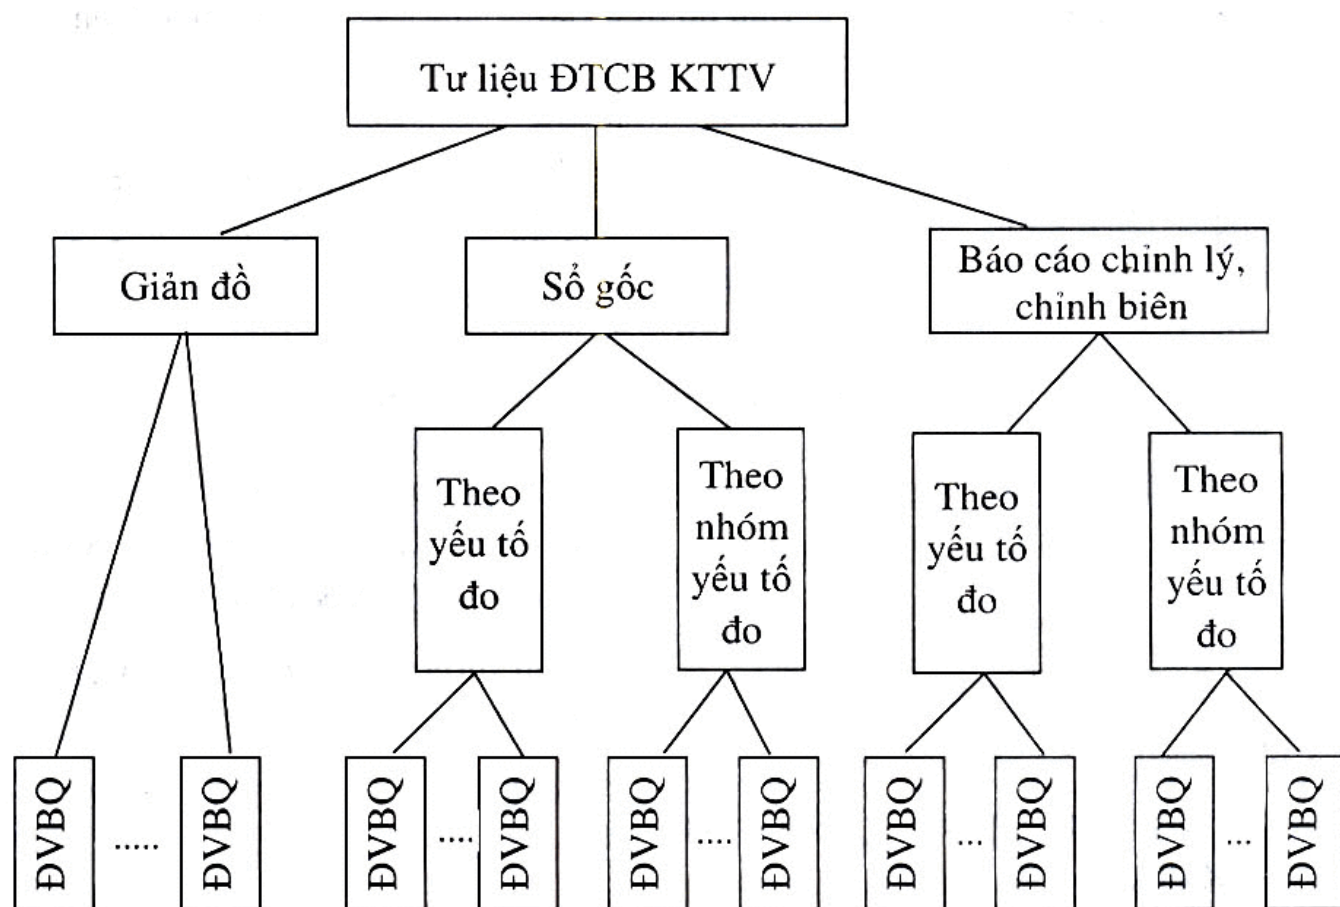 Tư liệu ĐTCB KTTV
Giản đồ
Sổ gốc
Báo cáo chỉnh lý,
chỉnh biên
Theo
yếu tố
đo
Theo
nhóm
yếu tố
đo
Theo
yếu tố
đo
Theo
nhóm
yếu tố
đo
ĐVBQ
.....
ĐVBQ
ĐVBQ
....
ĐVBQ
ĐVBQ
....
ĐVBQ
ĐVBQ
...
ĐVBQ
ĐVBQ
...
ĐVBQ